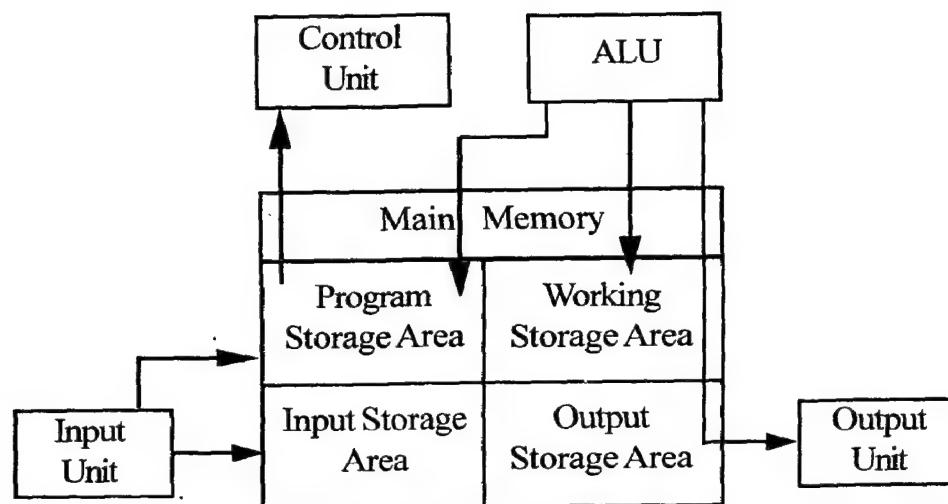 Control
Unit
ALU
Main Memory
Program
Storage Area
Working
Storage Area
Input
Unit
Input Storage
Area
Output
Storage Area
Output
Unit